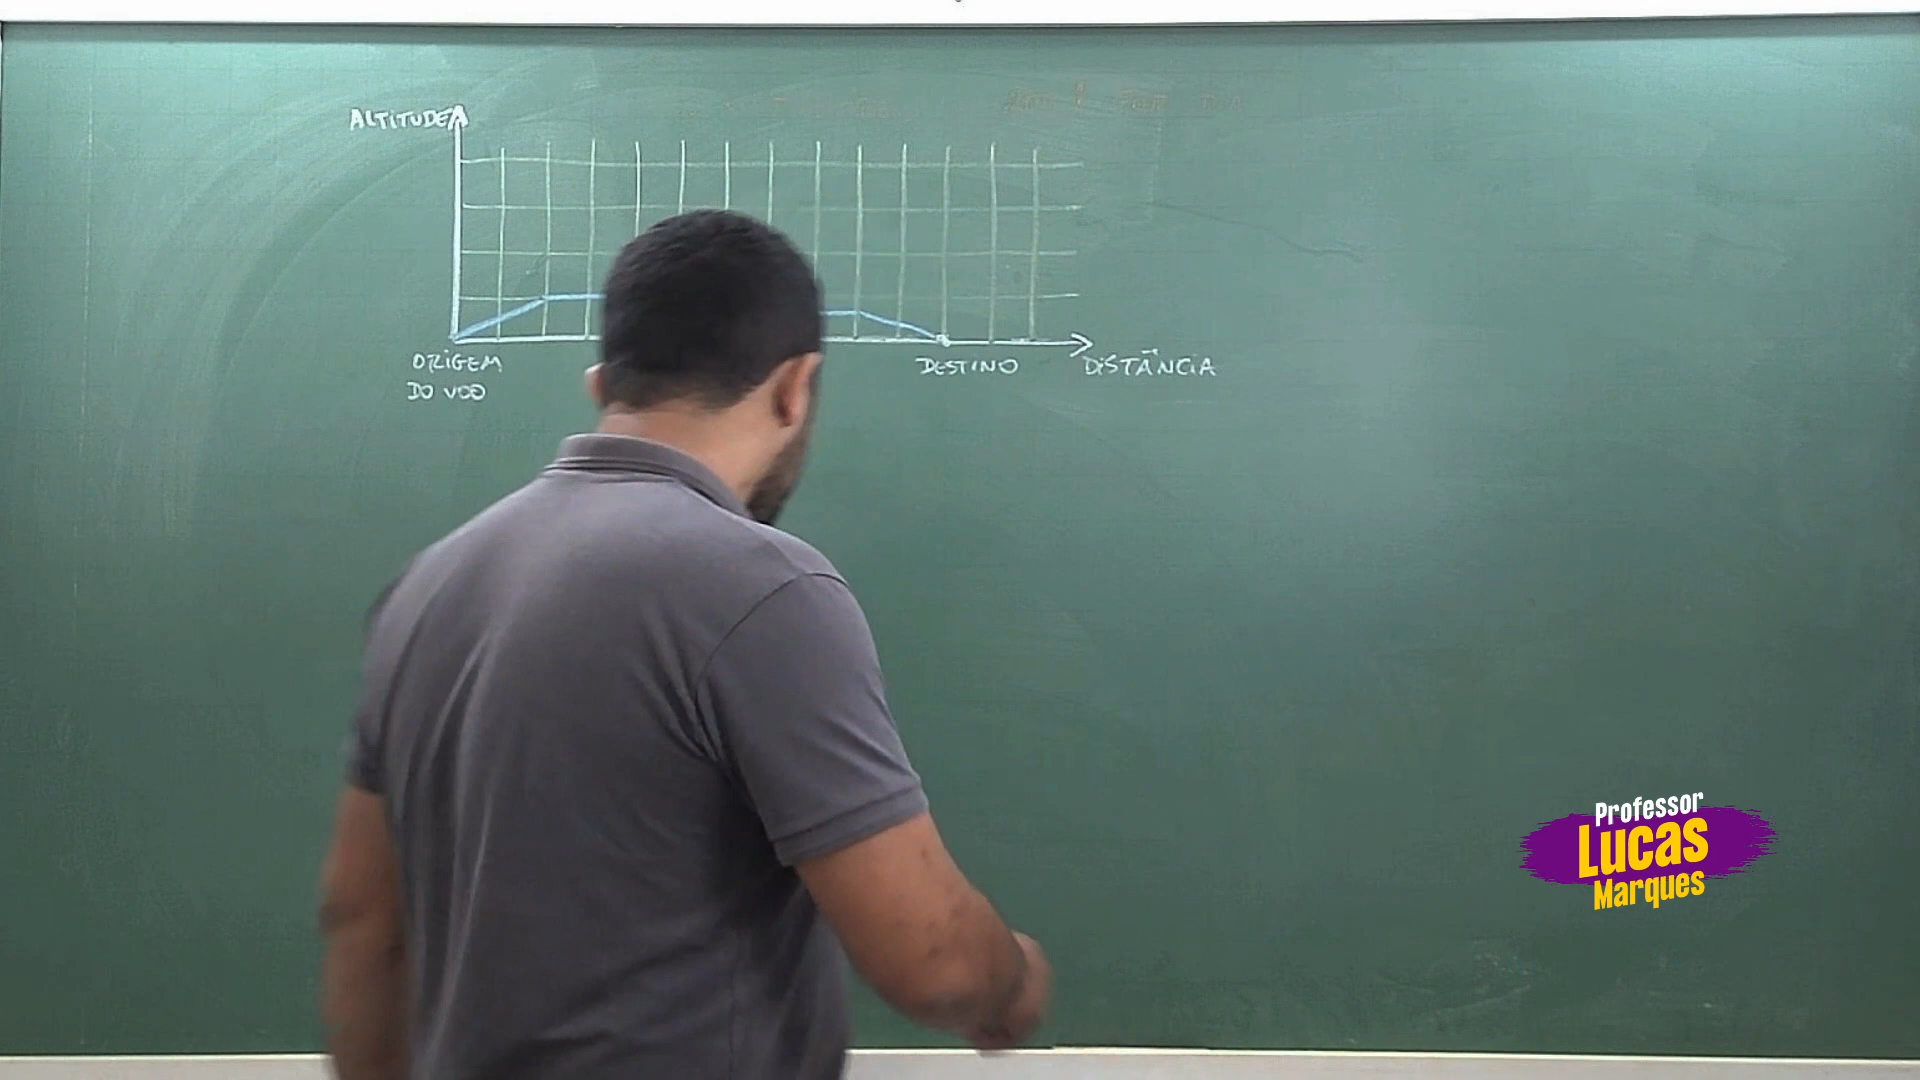 ALTITUDE
ORIGEM
DO VOO
DESTINO
DISTÂNCIA
Professor
Lucas
Marques